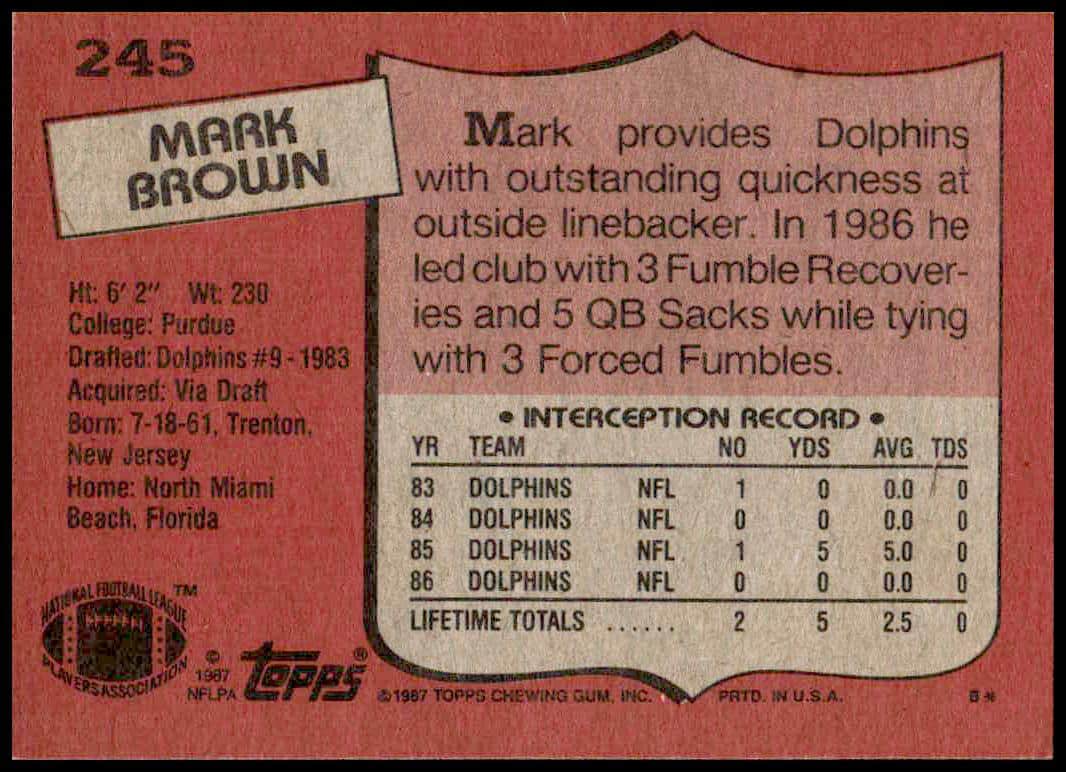 245
MARK
BROWN
Ht: 6' 2" Wt: 230
College: Purdue
Drafted: Dolphins #9 - 1983
Acquired: Via Draft
Born: 7-18-61, Trenton,
New Jersey
Home: North Miami
Beach, Florida
NATIONAL FOOTBALL LEAGUE
PLAYERS ASSOCIATION
TM
© 1987
NFLPA
topps®
Mark provides Dolphins
with outstanding quickness at
outside linebacker. In 1986 he
led club with 3 Fumble Recover-
ies and 5 QB Sacks while tying
with 3 Forced Fumbles.
• INTERCEPTION RECORD •
YR TEAM NO YDS AVG TDS
83 DOLPHINS NFL 1 0 0.0 0
84 DOLPHINS NFL 0 0 0.0 0
85 DOLPHINS NFL 1 5 5.0 0
86 DOLPHINS NFL 0 0 0.0 0
LIFETIME TOTALS ...... 2 5 2.5 0
©1987 TOPPS CHEWING GUM, INC. PRTD. IN U.S.A. B*